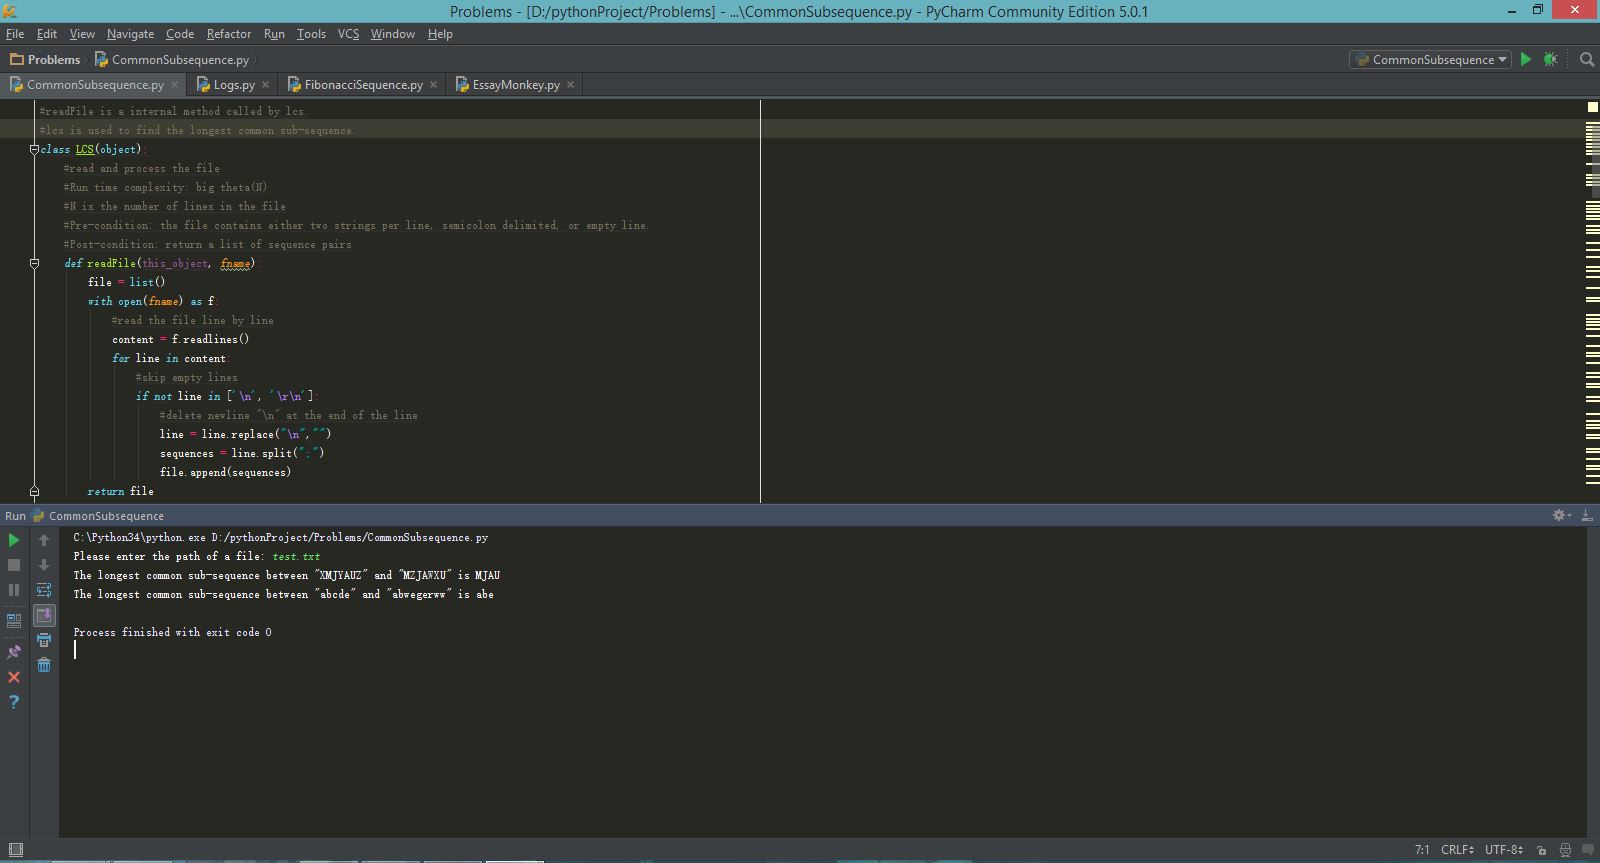 Problems - [D:/pythonProject/Problems] - ...\CommonSubsequence.py - PyCharm Community Edition 5.0.1
File Edit View Navigate Code Refactor Run Tools VCS Window Help
Problems CommonSubsequence.py CommonSubsequence
CommonSubsequence.py Logs.py FibonacciSequence.py EssayMonkey.py
#readFile is a internal method called by lcs.
#lcs is used to find the longest common sub-sequence.
class LCS(object):
#read and process the file
#Run time complexity: big theta(N)
#N is the number of lines in the file
#Pre-condition: the file contains either two strings per line, semicolon delimited, or empty line.
#Post-condition: return a list of sequence pairs
def readFile(this_object, fname):
file = list()
with open(fname) as f:
#read the file line by line
content = f.readlines()
for line in content:
#skip empty lines
if not line in ['\n', '\r\n']:
#delete newline "\n" at the end of the line
line = line.replace("\n","")
sequences = line.split(";")
file.append(sequences)
return file
Run CommonSubsequence
C:\Python34\python.exe D:/pythonProject/Problems/CommonSubsequence.py
Please enter the path of a file: test.txt
The longest common sub-sequence between "XMJYAUZ" and "MZJAWXU" is MJAU
The longest common sub-sequence between "abcde" and "abwegerww" is abe
Process finished with exit code 0
7:1 CRLF UTF-8